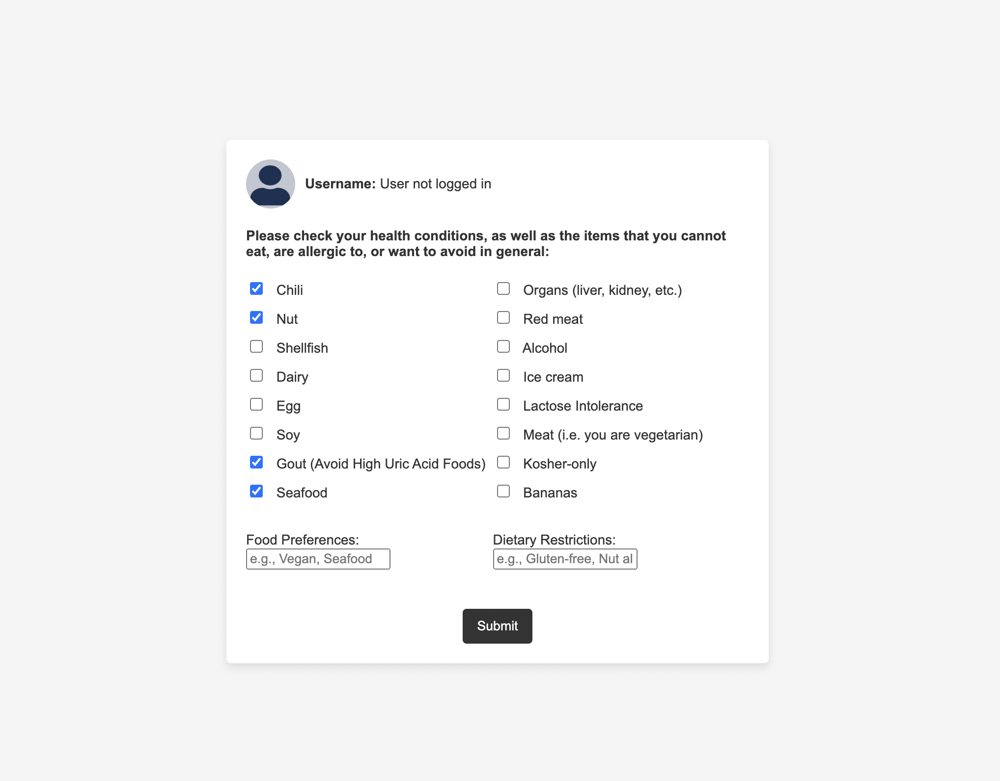 Username: User not logged in
Please check your health conditions, as well as the items that you cannot
eat, are allergic to, or want to avoid in general:
Chili
Organs (liver, kidney, etc.)
Nut
Red meat
Shellfish
Alcohol
Dairy
Ice cream
Egg
Lactose Intolerance
Soy
Meat (i.e. you are vegetarian)
Gout (Avoid High Uric Acid Foods)
Kosher-only
Seafood
Bananas
Food Preferences:
Dietary Restrictions:
e.g., Vegan, Seafood
e.g., Gluten-free, Nut al
Submit